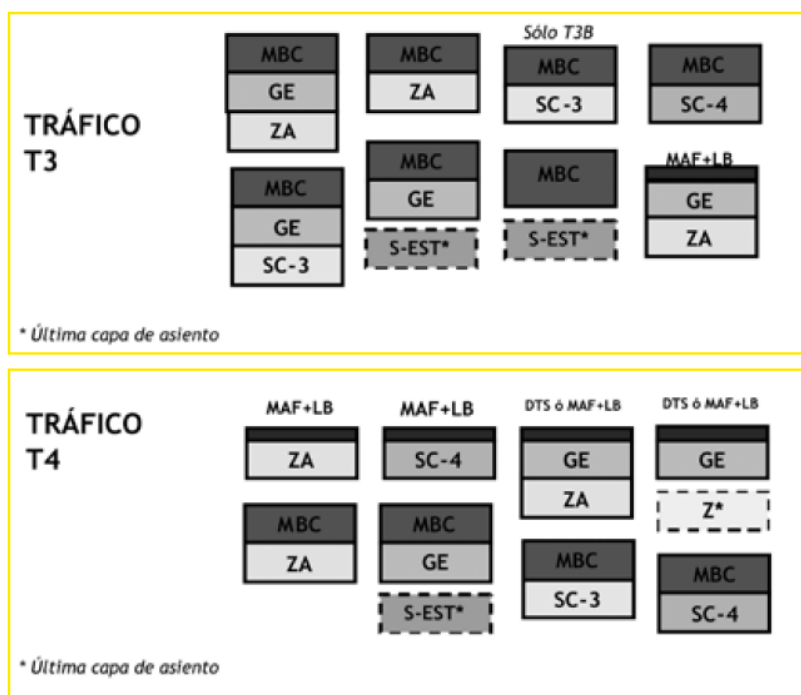 Sólo T3B
MBC
GE
ZA
MBC
ZA
MBC
SC-3
MBC
SC-4
TRÁFICO
T3
MBC
GE
SC-3
MBC
GE
S-EST*
MBC
S-EST*
MAF+LB
GE
ZA
* Última capa de asiento
TRÁFICO
T4
MAF+LB
ZA
MAF+LB
SC-4
DTS ó MAF+LB
GE
ZA
DTS ó MAF+LB
GE
Z*
MBC
ZA
MBC
GE
S-EST*
MBC
SC-3
MBC
SC-4
* Última capa de asiento